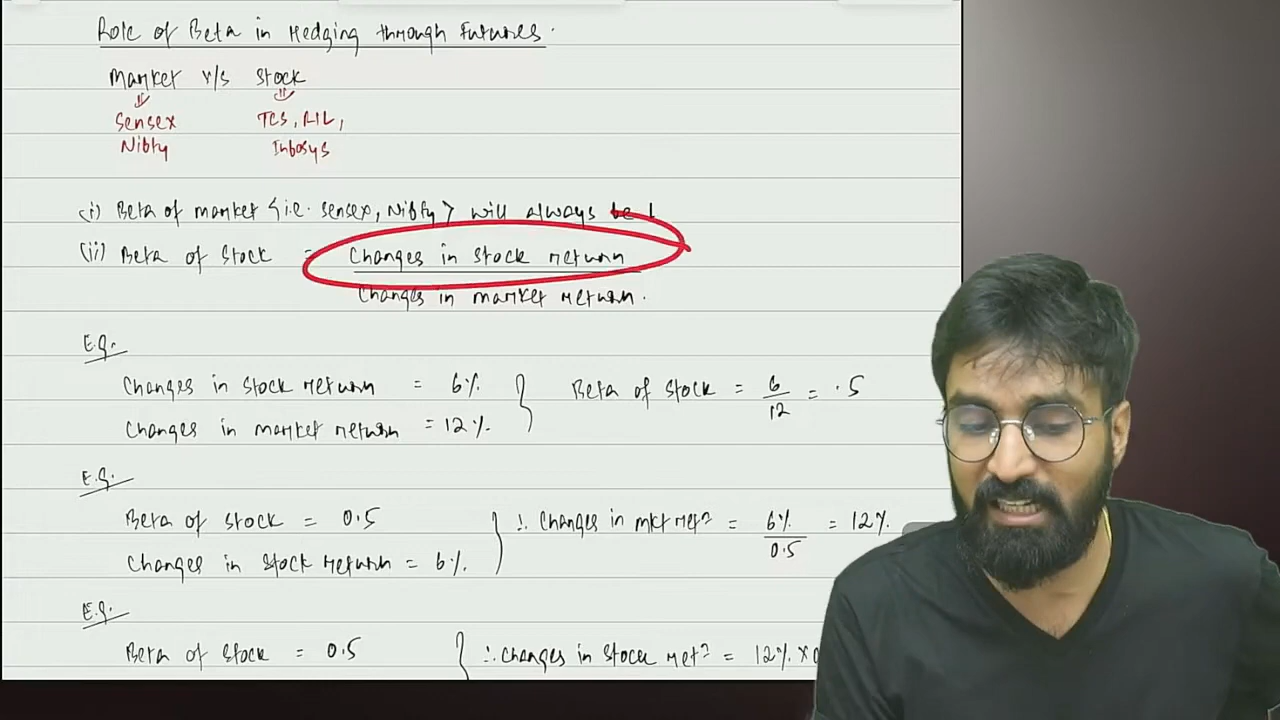 Role of Beta in Hedging through Futures.
Market v/s Stock
Sensex TCS, RIL,
Nifty Infosys
(i) Beta of market {i.e. Sensex, Nifty} will always be 1
(ii) Beta of Stock = Changes in stock return
Changes in market return.
E.g.
Changes in stock return = 6%.
Changes in market return = 12%.
Beta of stock = 6/12 = .5
E.g.
Beta of stock = 0.5
Changes in stock return = 6%.
∴ Changes in mkt retⁿ = 6%/0.5 = 12%.
E.g.
Beta of stock = 0.5
∴ Changes in stock retⁿ = 12% ×